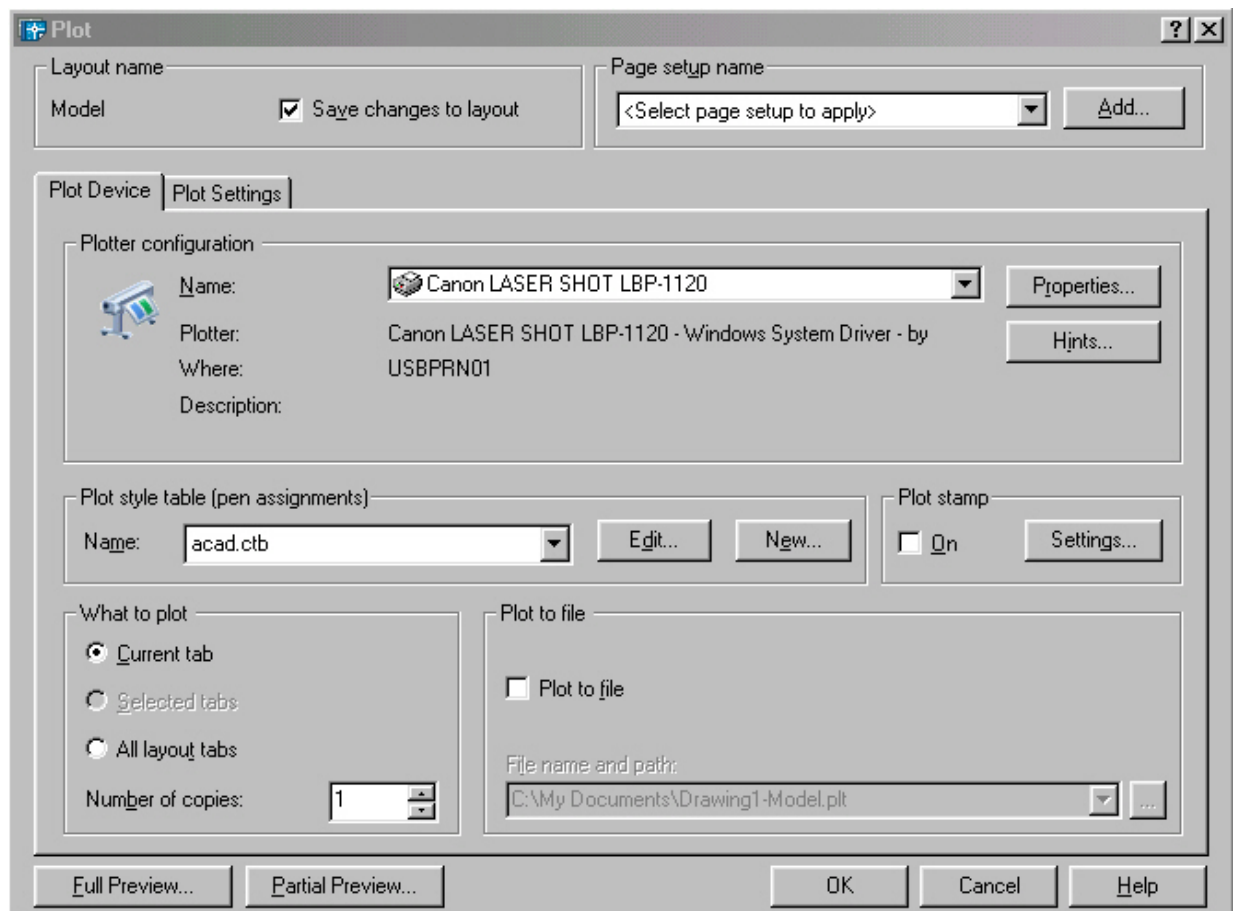 Plot
Layout name
Model
Save changes to layout
Page setup name
<Select page setup to apply>
Add...
Plot Device
Plot Settings
Plotter configuration
Name:
Canon LASER SHOT LBP-1120
Properties...
Plotter:
Canon LASER SHOT LBP-1120 - Windows System Driver - by
Hints...
Where:
USBPRN01
Description:
Plot style table (pen assignments)
Name:
acad.ctb
Edit...
New...
Plot stamp
On
Settings...
What to plot
Current tab
Selected tabs
All layout tabs
Number of copies:
1
Plot to file
Plot to file
File name and path:
C:\My Documents\Drawing1-Model.plt
...
Full Preview...
Partial Preview...
OK
Cancel
Help